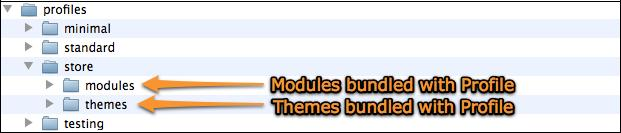 profiles
minimal
standard
store
modules
Modules bundled with Profile
themes
Themes bundled with Profile
testing